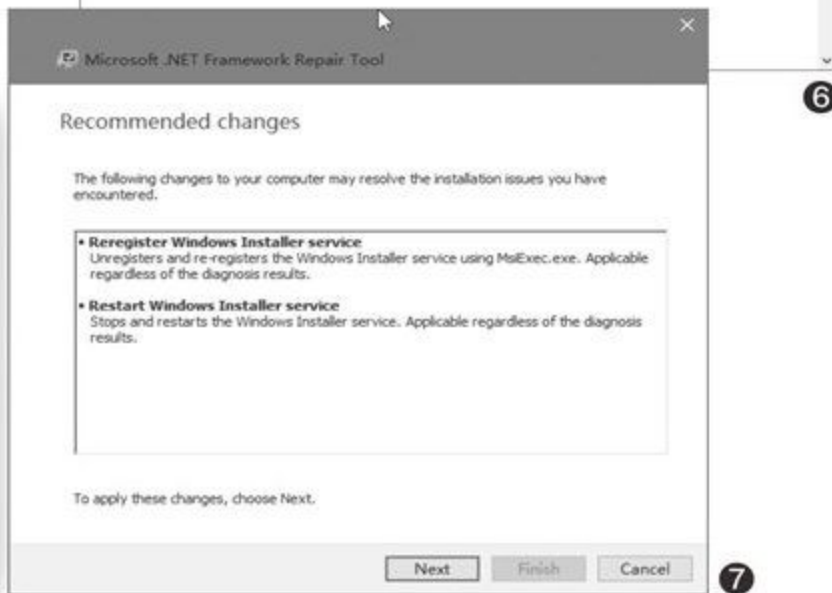 Microsoft .NET Framework Repair Tool
❻
Recommended changes
The following changes to your computer may resolve the installation issues you have
encountered.
• Reregister Windows Installer service
Unregisters and re-registers the Windows Installer service using MsiExec.exe. Applicable
regardless of the diagnosis results.
• Restart Windows Installer service
Stops and restarts the Windows Installer service. Applicable regardless of the diagnosis
results.
To apply these changes, choose Next.
Next Finish Cancel
❼